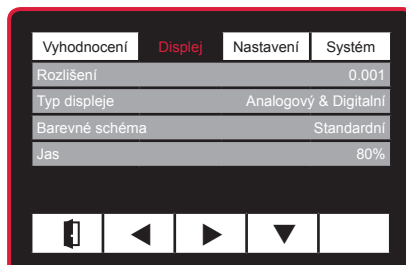 Vyhodnocení Displej Nastavení Systém
Rozlišení 0.001
Typ displeje Analogový & Digitalní
Barevné schéma Standardní
Jas 80%